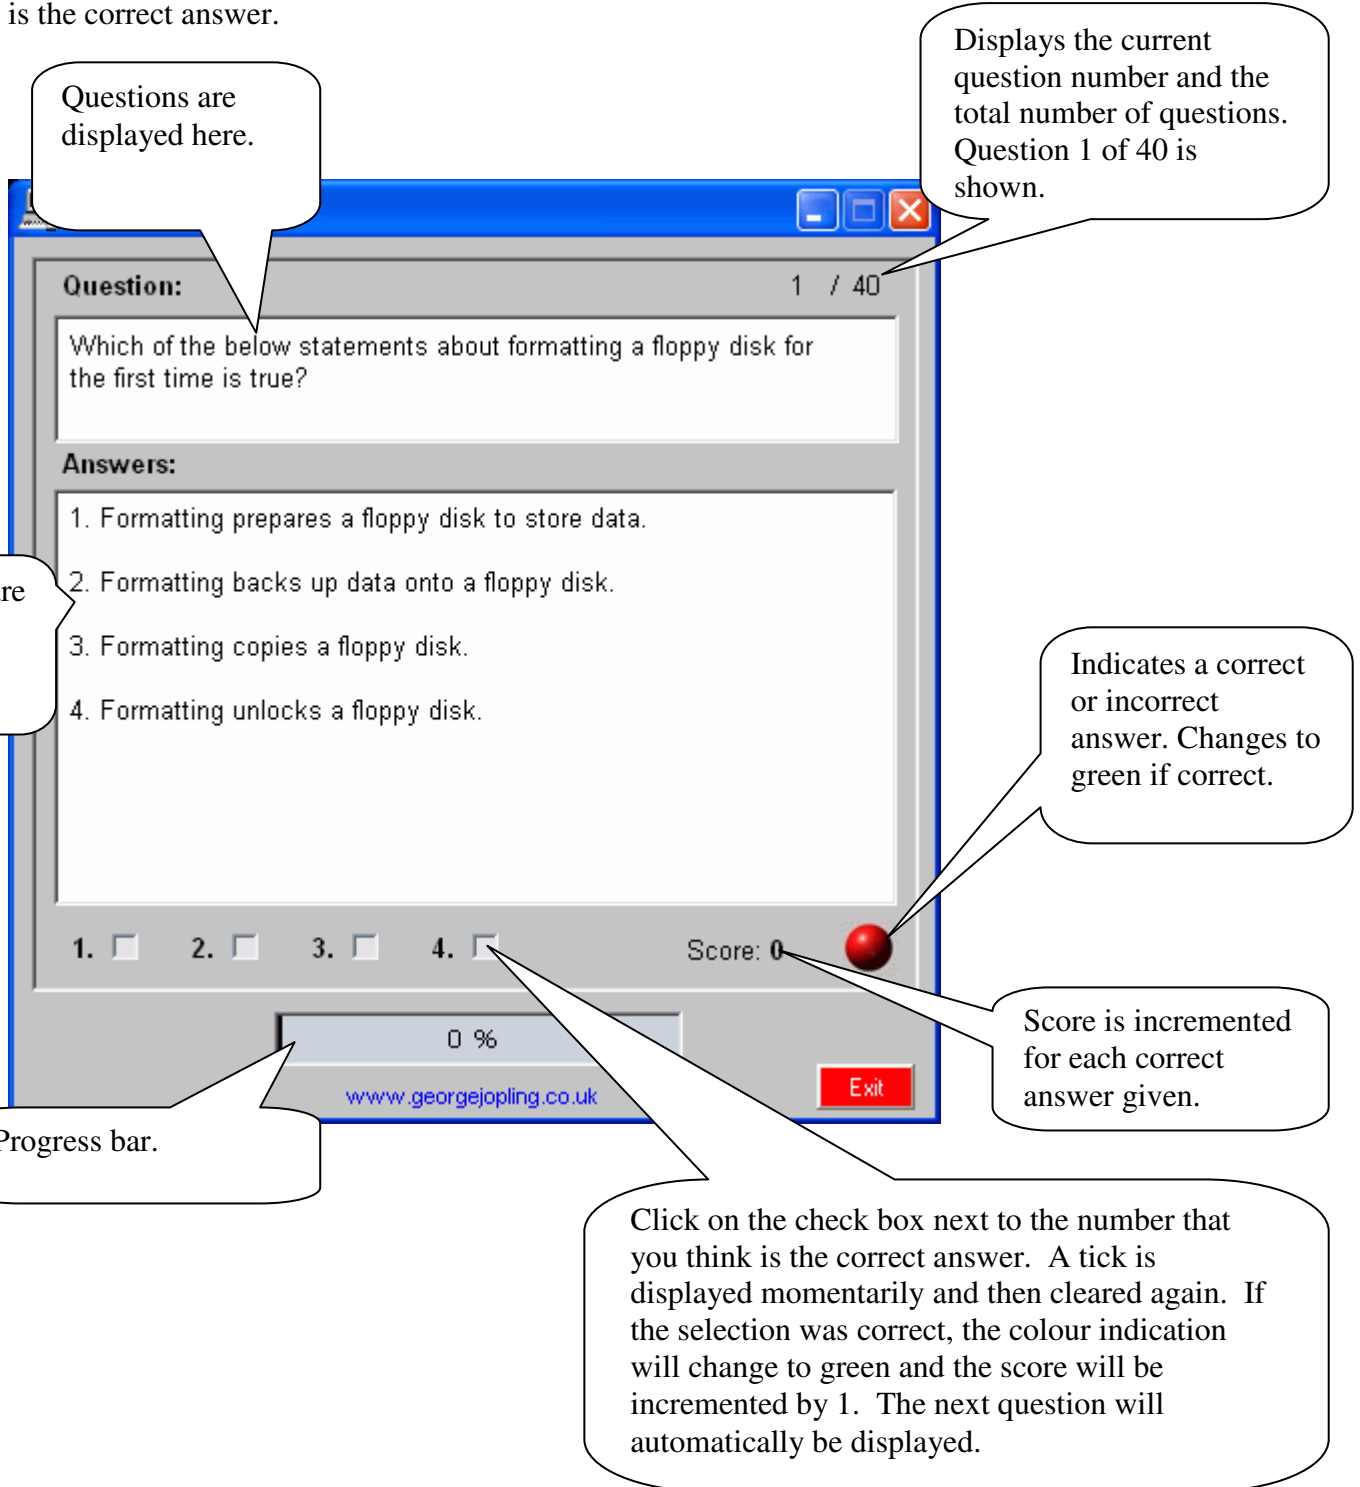 is the correct answer.
Displays the current
question number and the
total number of questions.
Question 1 of 40 is
shown.
Questions are
displayed here.
Question:
1 / 40
Which of the below statements about formatting a floppy disk for
the first time is true?
Answers:
1. Formatting prepares a floppy disk to store data.
2. Formatting backs up data onto a floppy disk.
3. Formatting copies a floppy disk.
4. Formatting unlocks a floppy disk.
Indicates a correct
or incorrect
answer. Changes to
green if correct.
1. 2. 3. 4. Score: 0
Score is incremented
for each correct
answer given.
0 %
Exit
www.georgejopling.co.uk
Progress bar.
Click on the check box next to the number that
you think is the correct answer. A tick is
displayed momentarily and then cleared again. If
the selection was correct, the colour indication
will change to green and the score will be
incremented by 1. The next question will
automatically be displayed.